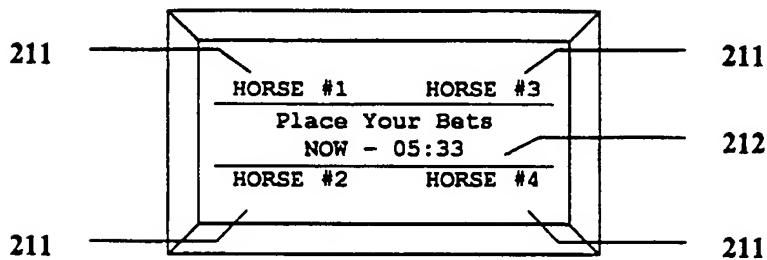 211 211
HORSE #1 HORSE #3
Place Your Bets
NOW - 05:33
212
HORSE #2 HORSE #4
211 211